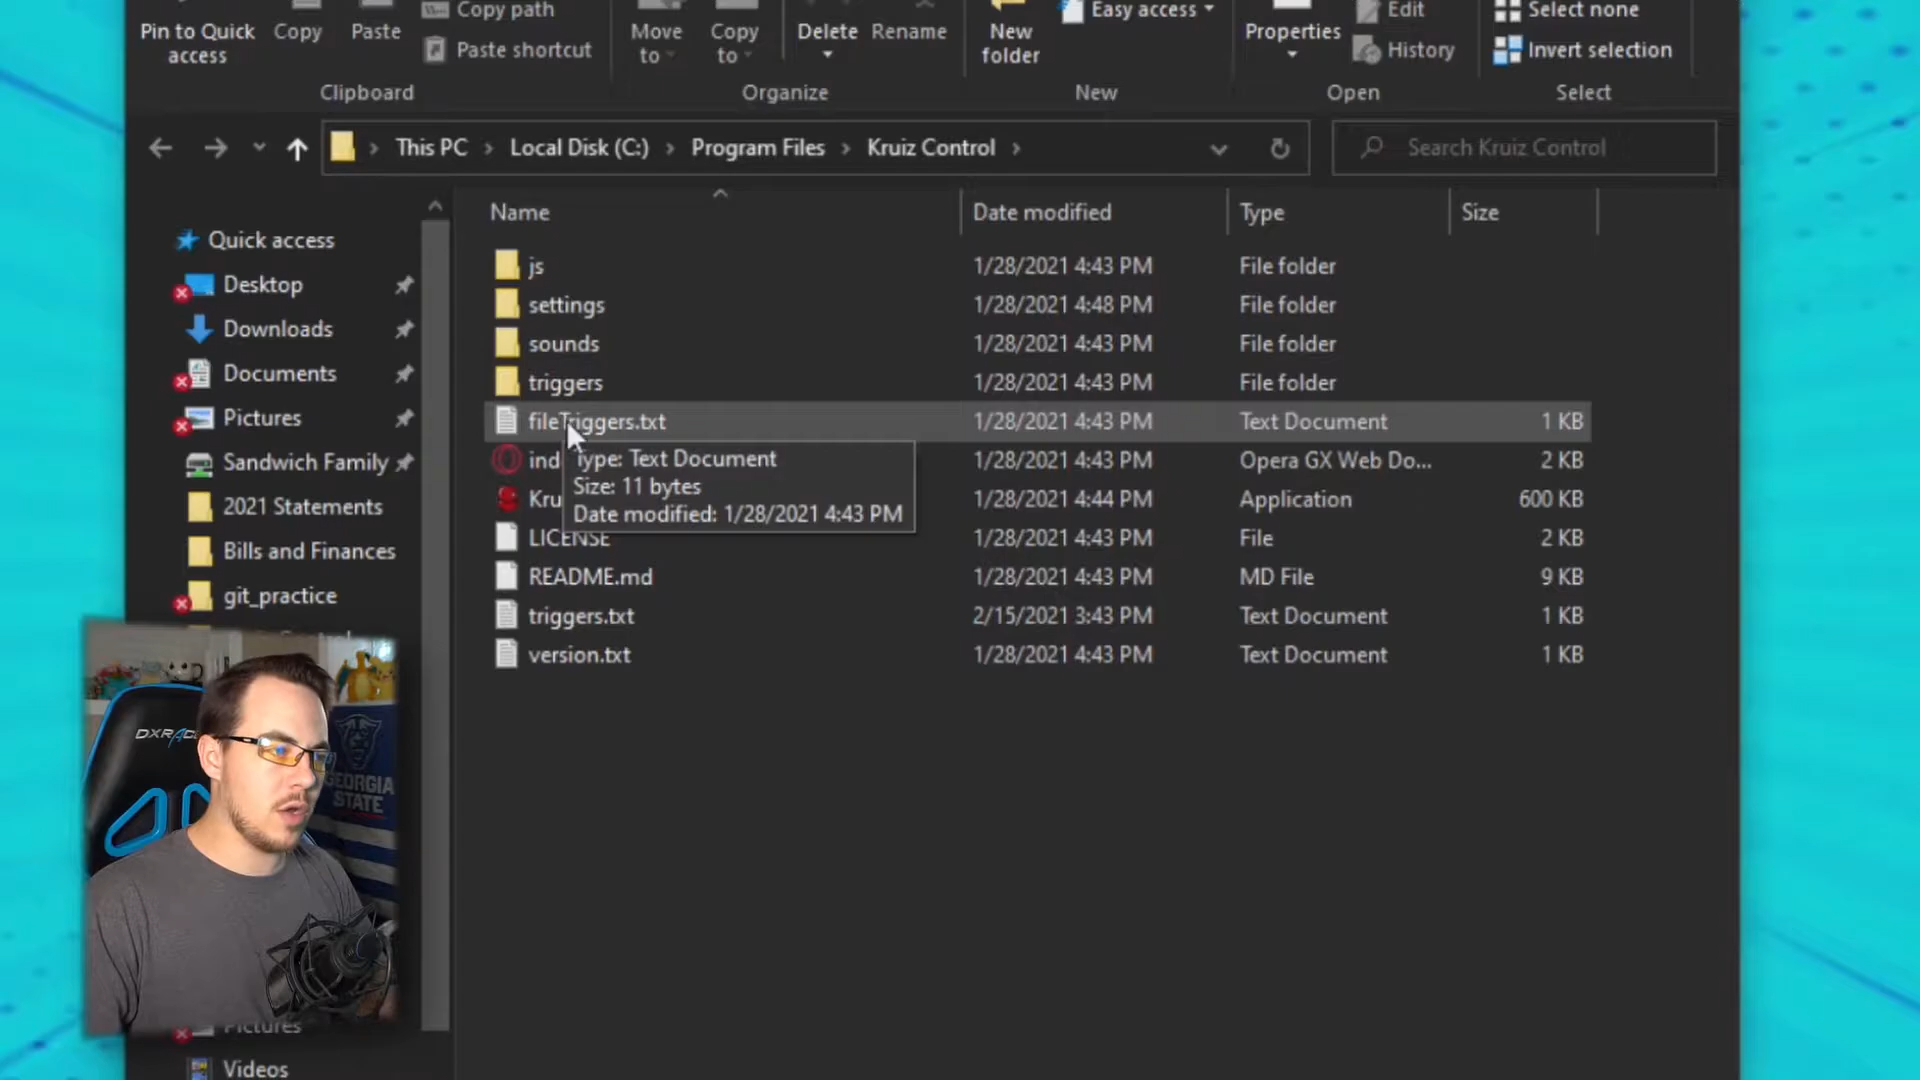 Copy path
Select none
Easy access
Edit
Pin to Quick access
Copy
Paste
Paste shortcut
Move to
Copy to
Delete
Rename
New folder
Properties
History
Invert selection
Clipboard
Organize
New
Open
Select
This PC
Local Disk (C:)
Program Files
Kruiz Control
Search Kruiz Control
Name
Date modified
Type
Size
Quick access
Desktop
Downloads
Documents
Pictures
Sandwich Family
2021 Statements
Bills and Finances
git_practice
Pictures
Videos
js 1/28/2021 4:43 PM File folder
settings 1/28/2021 4:48 PM File folder
sounds 1/28/2021 4:43 PM File folder
triggers 1/28/2021 4:43 PM File folder
fileTriggers.txt 1/28/2021 4:43 PM Text Document 1 KB
ind 1/28/2021 4:43 PM Opera GX Web Do... 2 KB
Kru 1/28/2021 4:44 PM Application 600 KB
LICENSE 1/28/2021 4:43 PM File 2 KB
README.md 1/28/2021 4:43 PM MD File 9 KB
triggers.txt 2/15/2021 3:43 PM Text Document 1 KB
version.txt 1/28/2021 4:43 PM Text Document 1 KB
Type: Text Document
Size: 11 bytes
Date modified: 1/28/2021 4:43 PM
GEORGIA
STATE